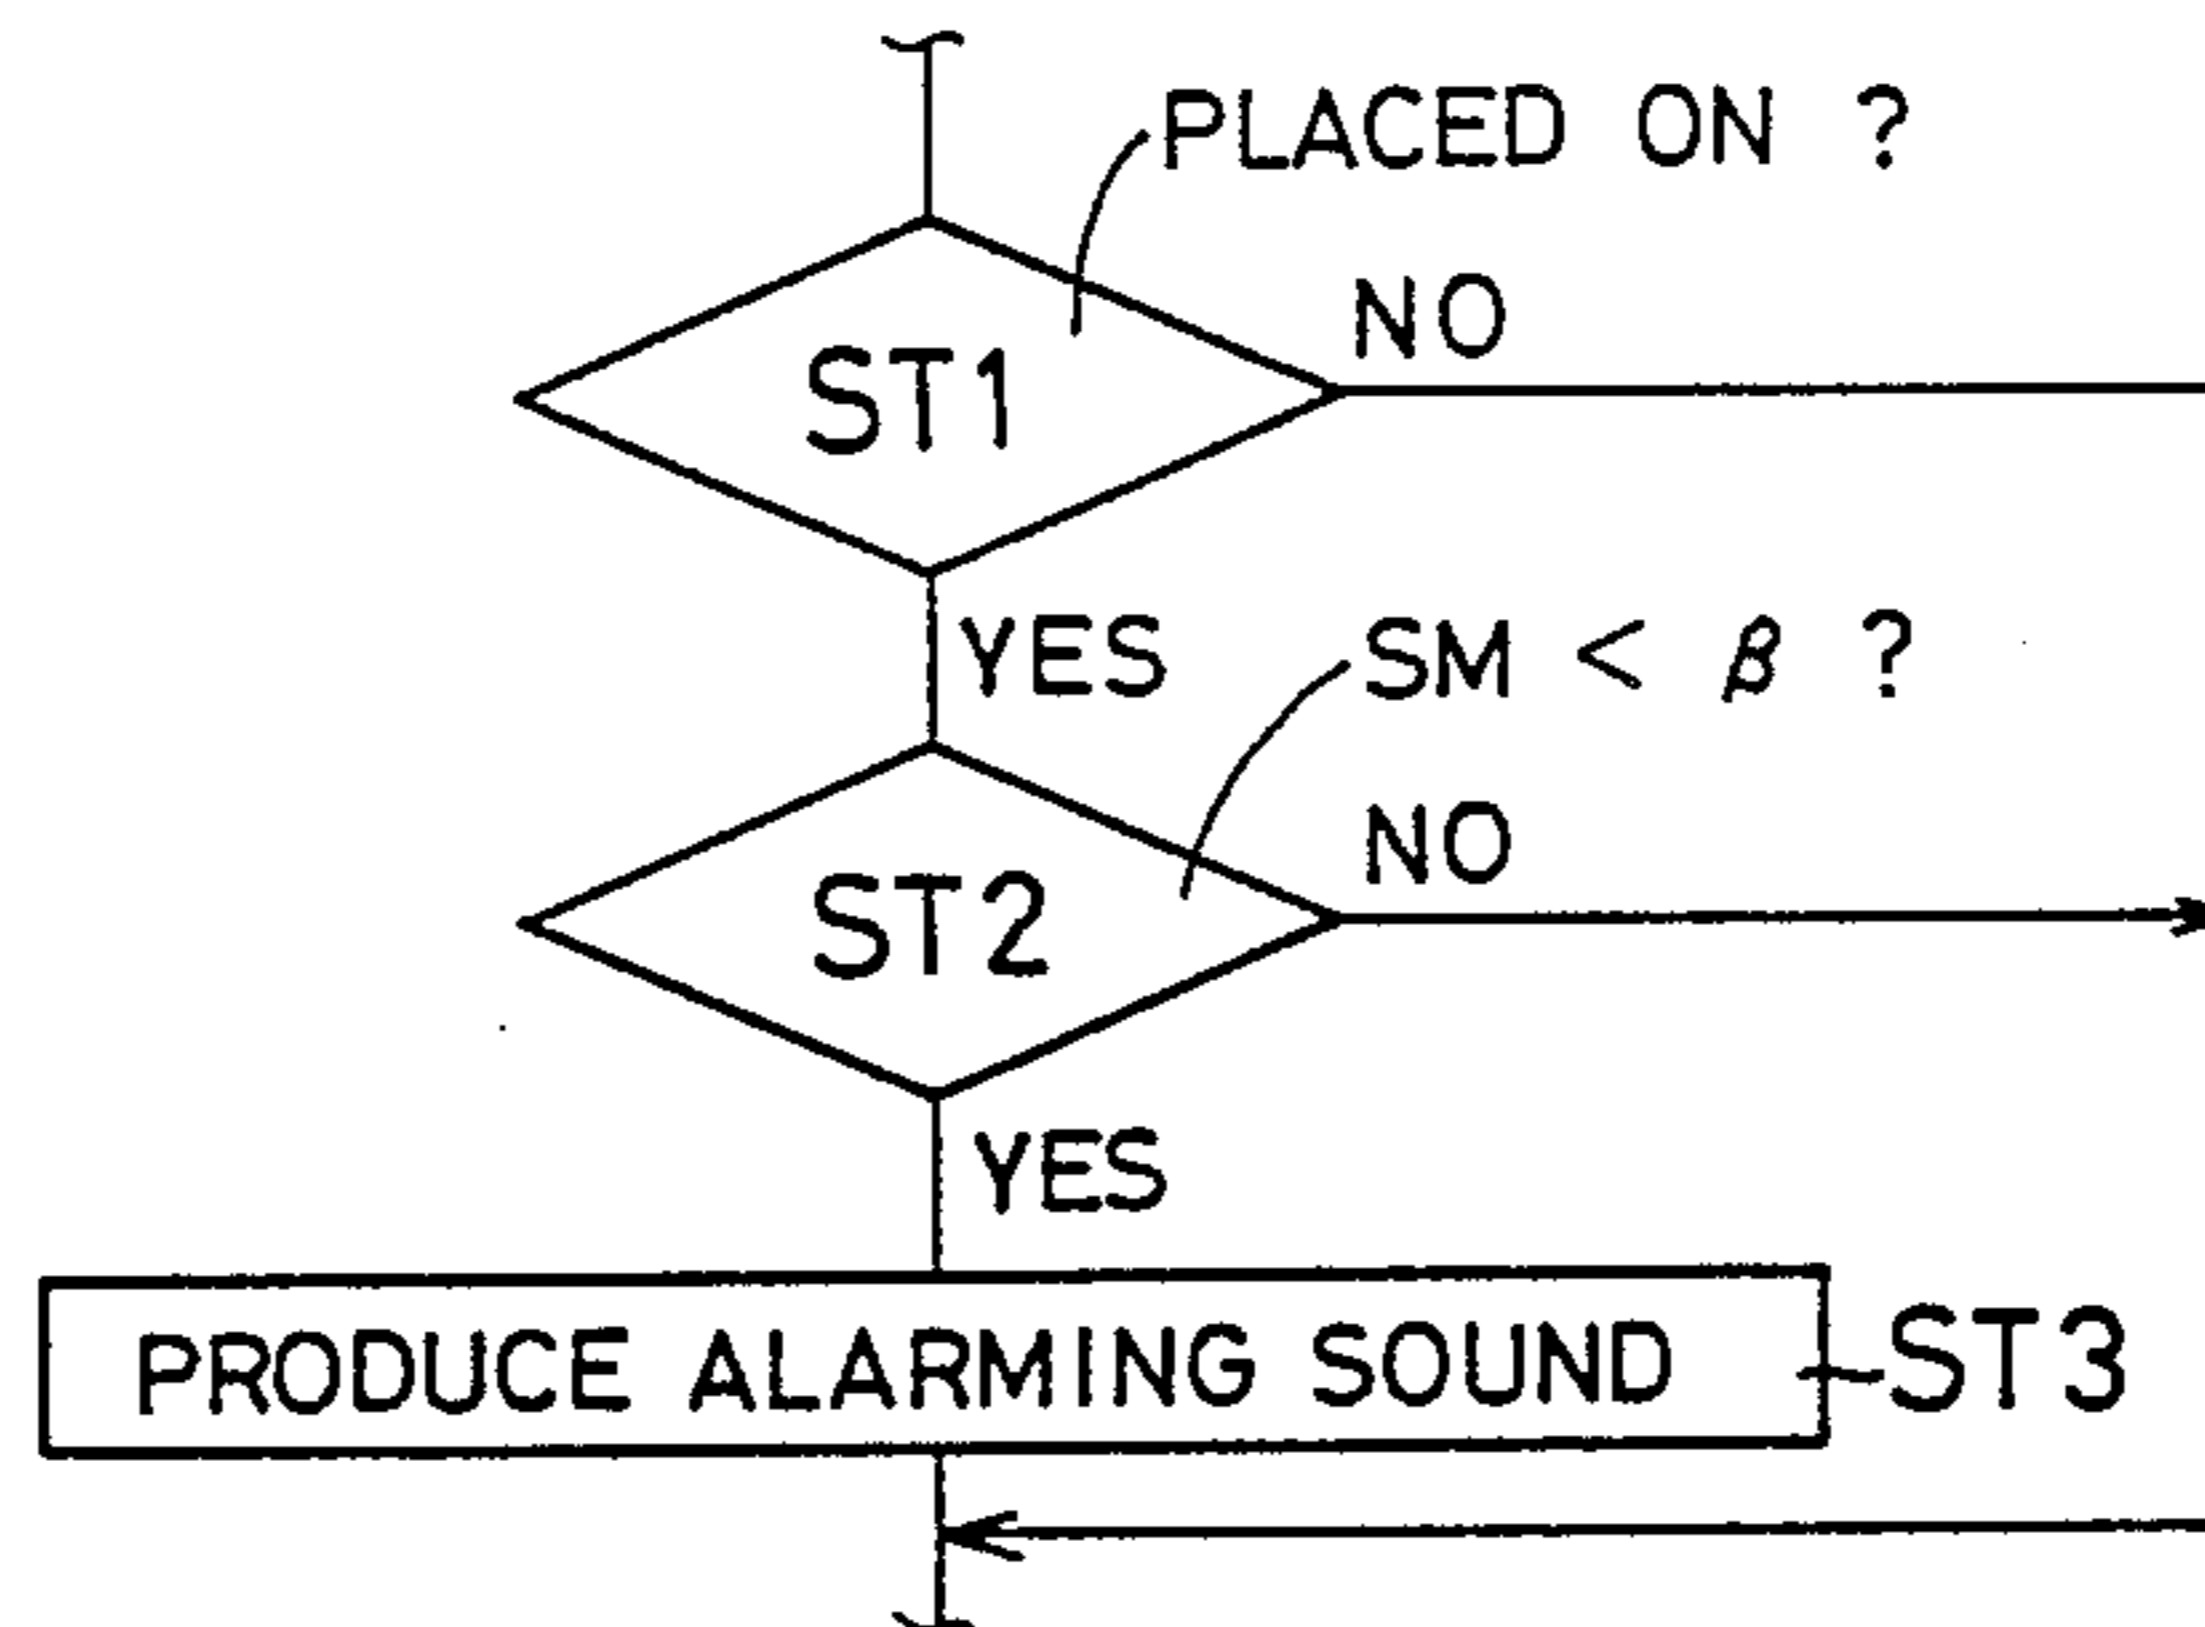 PLACED ON ?
NO
ST1
YES
SM < β ?
NO
ST2
YES
PRODUCE ALARMING SOUND
ST3